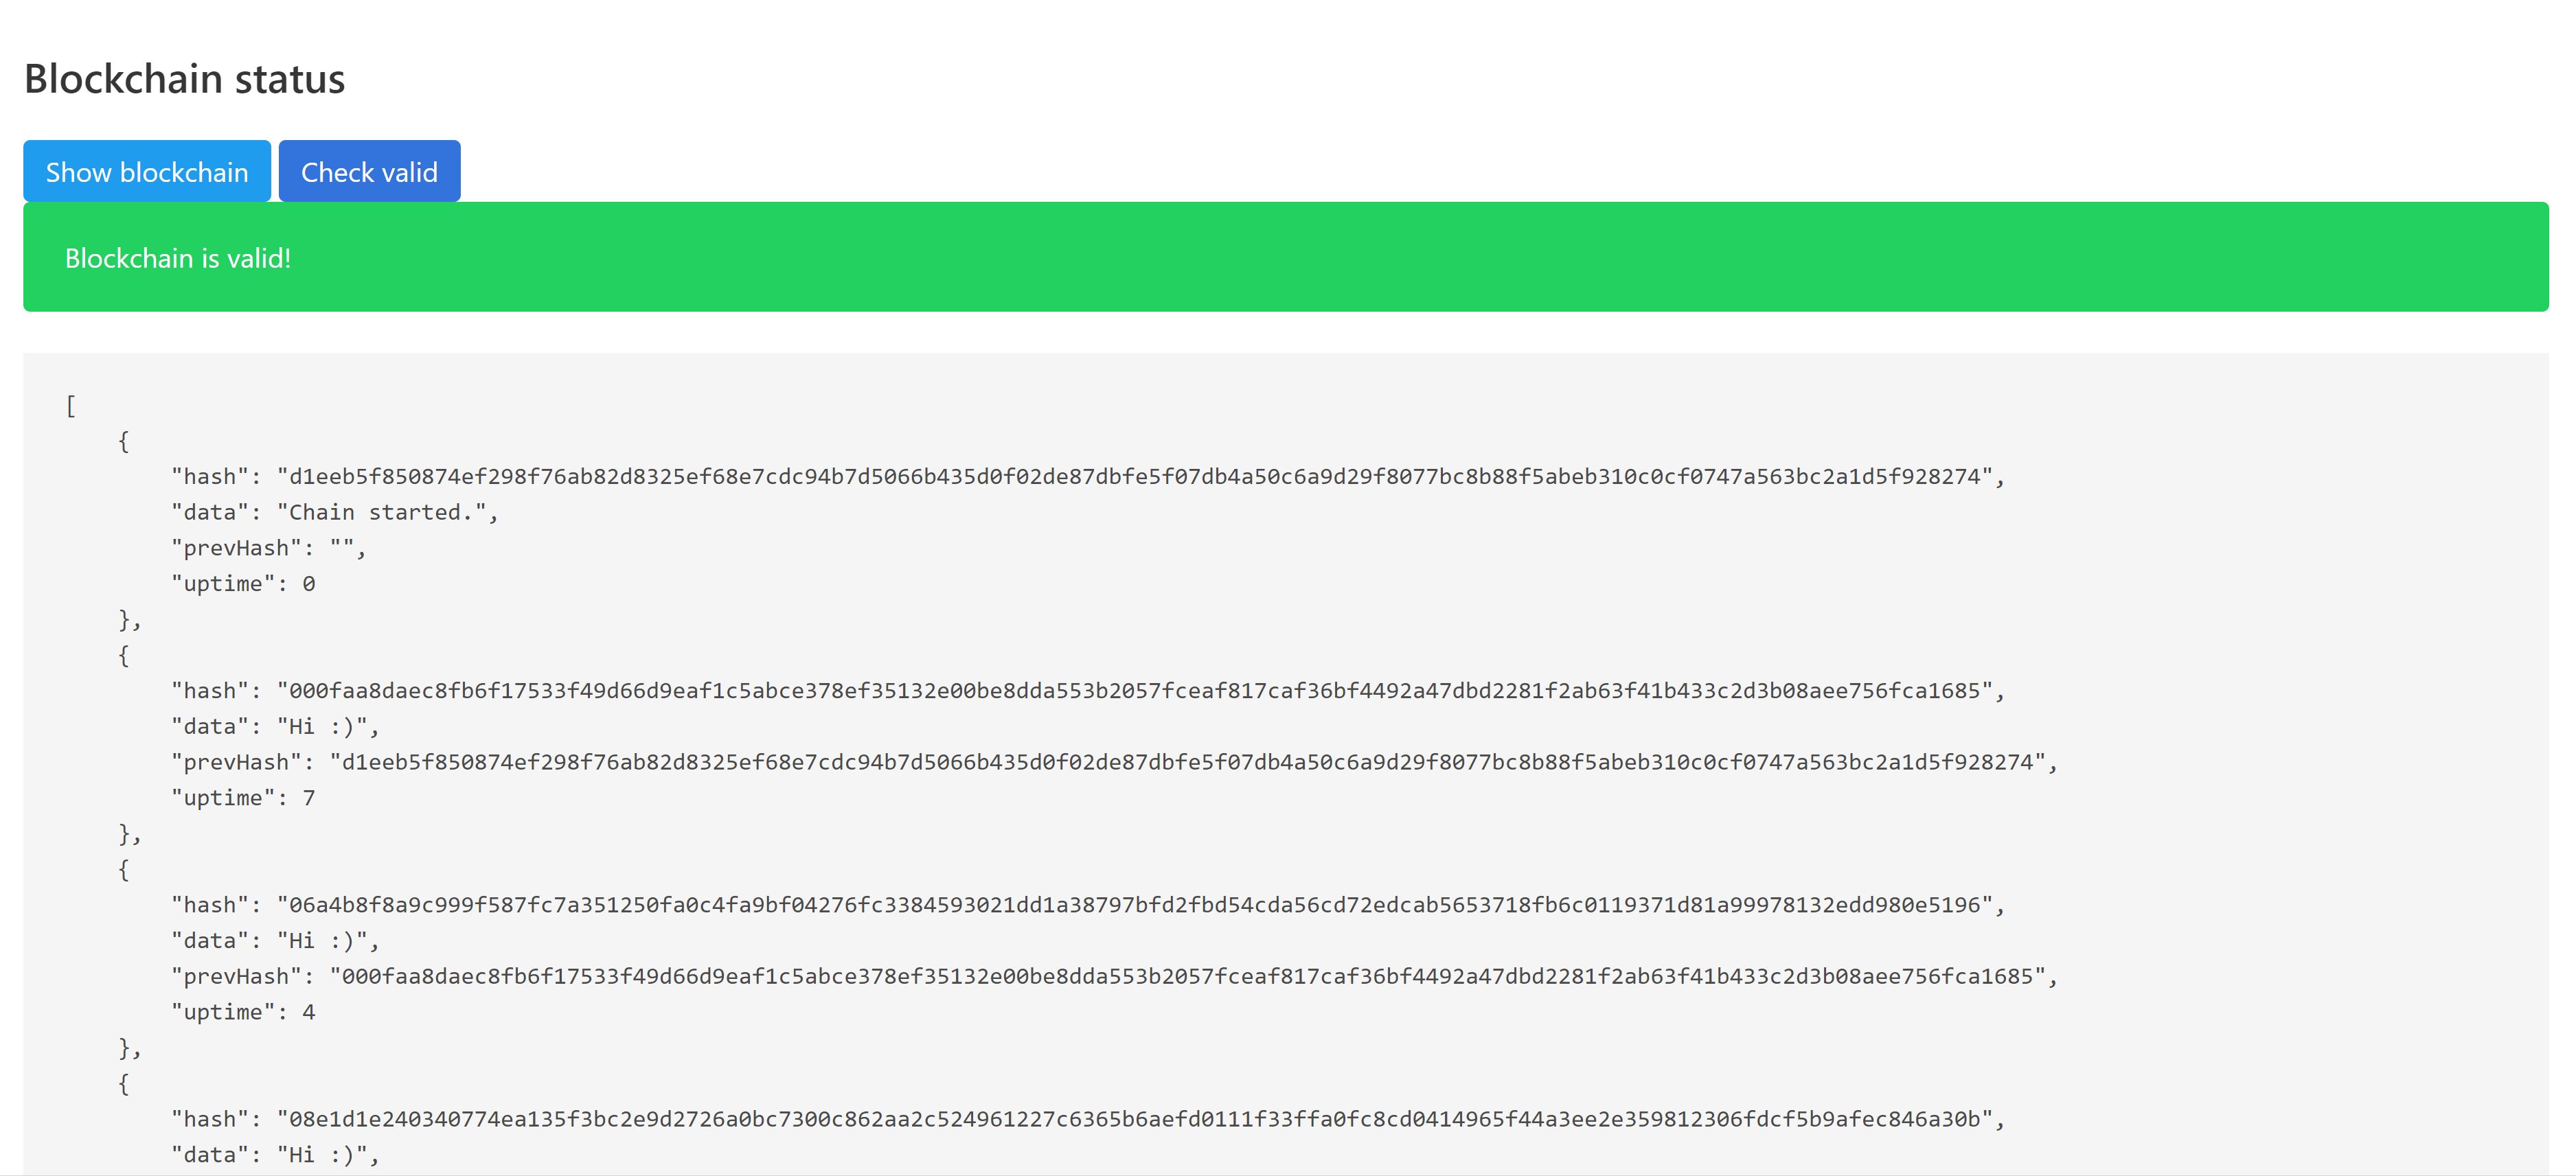 Blockchain status
Show blockchain Check valid
Blockchain is valid!
[
    {
        "hash": "d1eeb5f850874ef298f76ab82d8325ef68e7cdc94b7d5066b435d0f02de87dbfe5f07db4a50c6a9d29f8077bc8b88f5abeb310c0cf0747a563bc2a1d5f928274",
        "data": "Chain started.",
        "prevHash": "",
        "uptime": 0
    },
    {
        "hash": "000faa8daec8fb6f17533f49d66d9eaf1c5abce378ef35132e00be8dda553b2057fceaf817caf36bf4492a47dbd2281f2ab63f41b433c2d3b08aee756fca1685",
        "data": "Hi :)",
        "prevHash": "d1eeb5f850874ef298f76ab82d8325ef68e7cdc94b7d5066b435d0f02de87dbfe5f07db4a50c6a9d29f8077bc8b88f5abeb310c0cf0747a563bc2a1d5f928274",
        "uptime": 7
    },
    {
        "hash": "06a4b8f8a9c999f587fc7a351250fa0c4fa9bf04276fc3384593021dd1a38797bfd2fbd54cda56cd72edcab5653718fb6c0119371d81a99978132edd980e5196",
        "data": "Hi :)",
        "prevHash": "000faa8daec8fb6f17533f49d66d9eaf1c5abce378ef35132e00be8dda553b2057fceaf817caf36bf4492a47dbd2281f2ab63f41b433c2d3b08aee756fca1685",
        "uptime": 4
    },
    {
        "hash": "08e1d1e240340774ea135f3bc2e9d2726a0bc7300c862aa2c524961227c6365b6aefd0111f33ffa0fc8cd0414965f44a3ee2e359812306fdcf5b9afec846a30b",
        "data": "Hi :)",